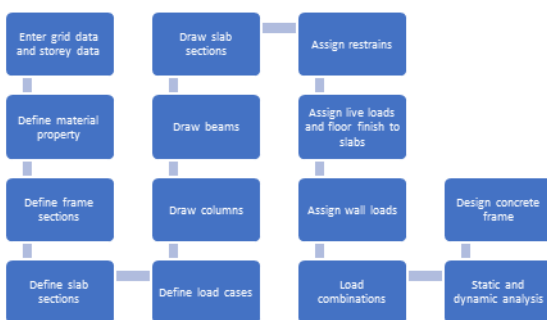 Enter grid data
and storey data
Define material
property
Define frame
sections
Define slab
sections
Define load cases
Draw columns
Draw beams
Draw slab
sections
Assign restrains
Assign live loads
and floor finish to
slabs
Assign wall loads
Load
combinations
Static and
dynamic analysis
Design concrete
frame